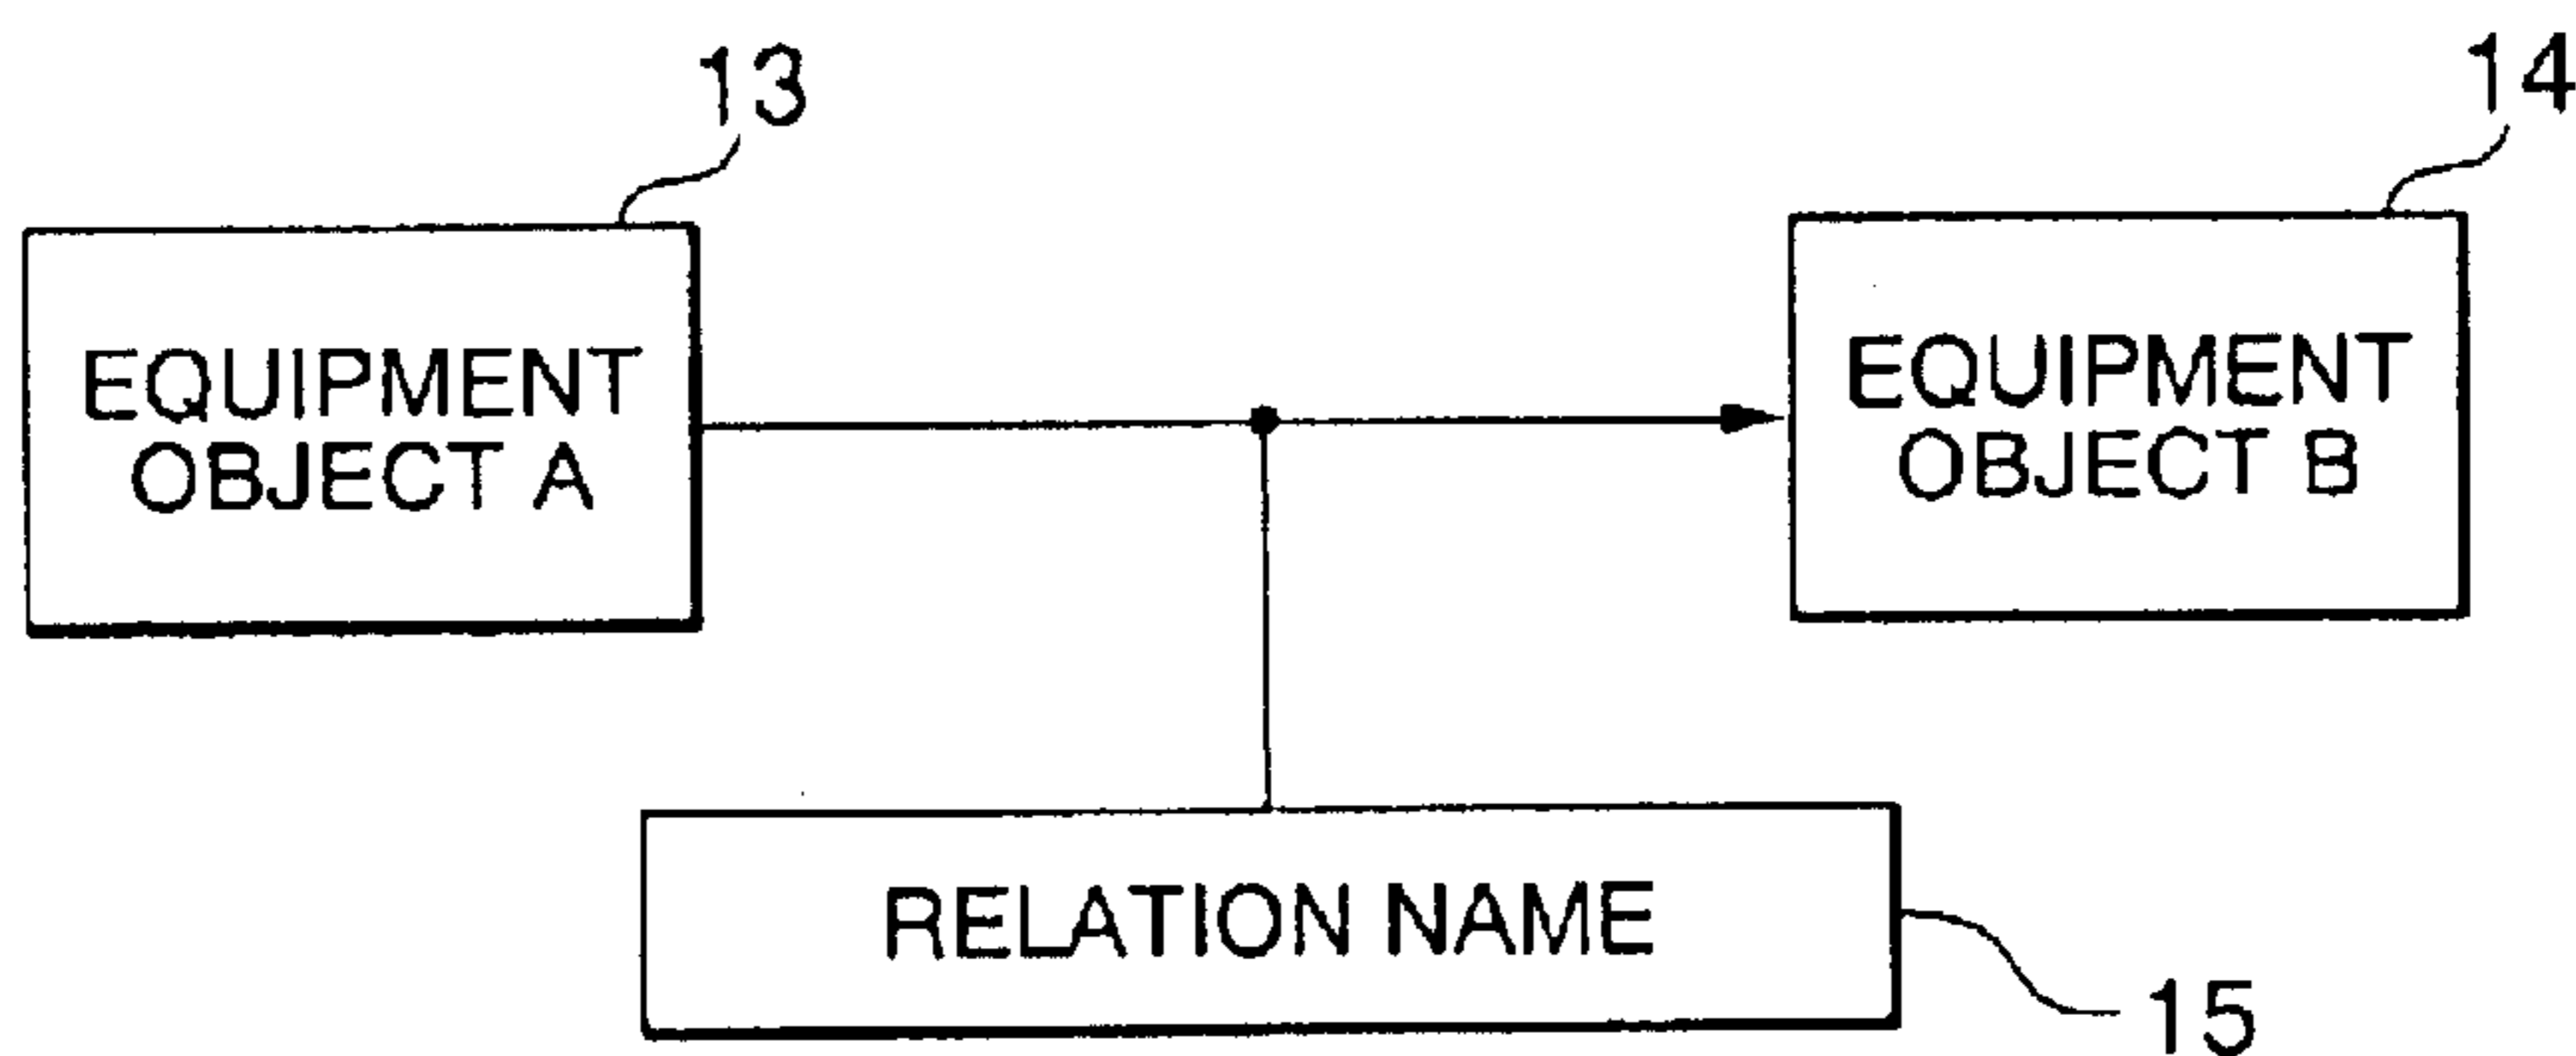 13
14
EQUIPMENT
OBJECT A
EQUIPMENT
OBJECT B
RELATION NAME
15